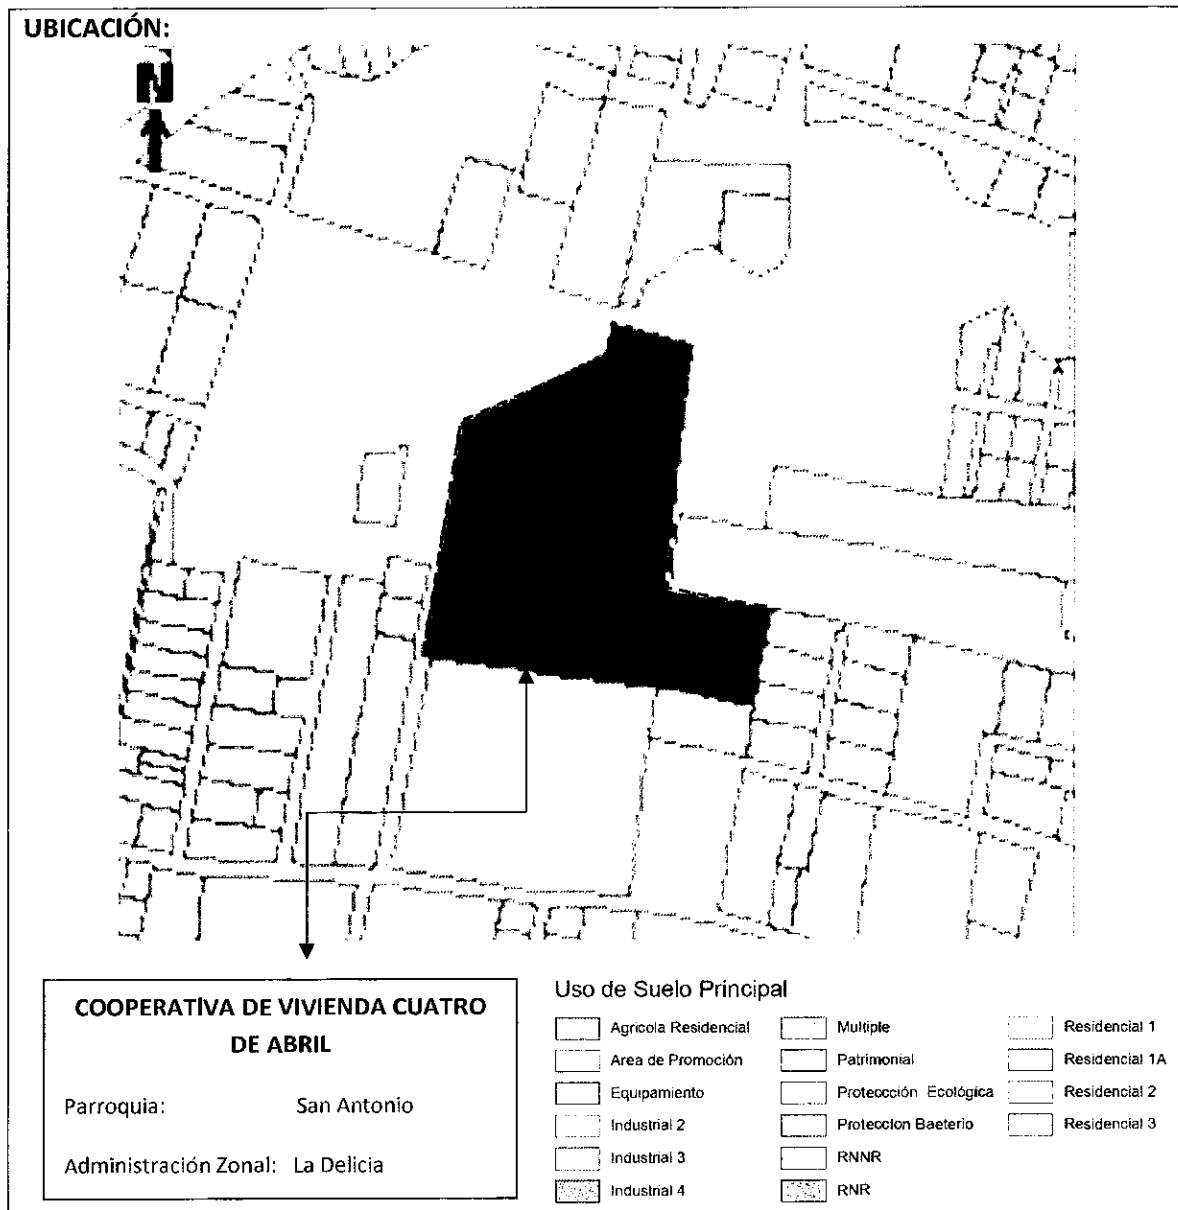 UBICACIÓN:
N
COOPERATIVA DE VIVIENDA CUATRO
DE ABRIL
Parroquia: San Antonio
Administración Zonal: La Delicia
Uso de Suelo Principal
Agricola Residencial
Area de Promoción
Equipamiento
Industrial 2
Industrial 3
Industrial 4
Multiple
Patrimonial
Proteccción Ecológica
Proteccion Baeterio
RNNR
RNR
Residencial 1
Residencial 1A
Residencial 2
Residencial 3